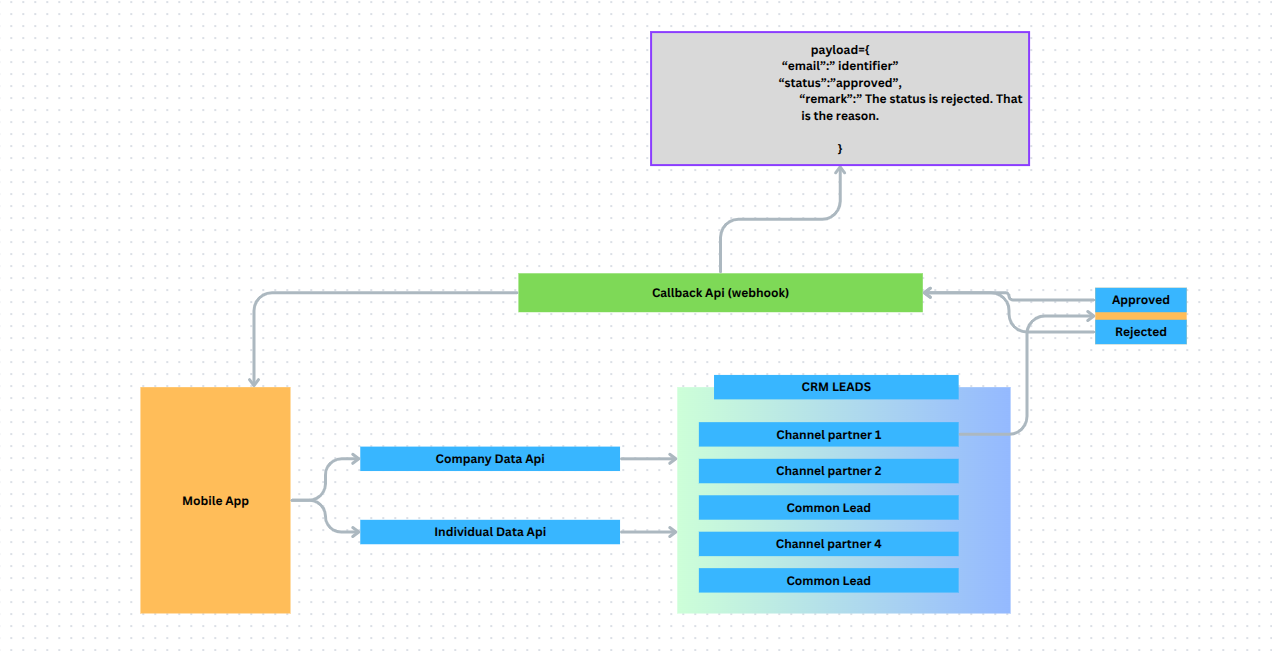 payload={
“email”:” identifier”
“status”:”approved”,
“remark”:” The status is rejected. That
is the reason.
}
Callback Api (webhook)
Approved
Rejected
CRM LEADS
Channel partner 1
Company Data Api
Channel partner 2
Mobile App
Common Lead
Individual Data Api
Channel partner 4
Common Lead